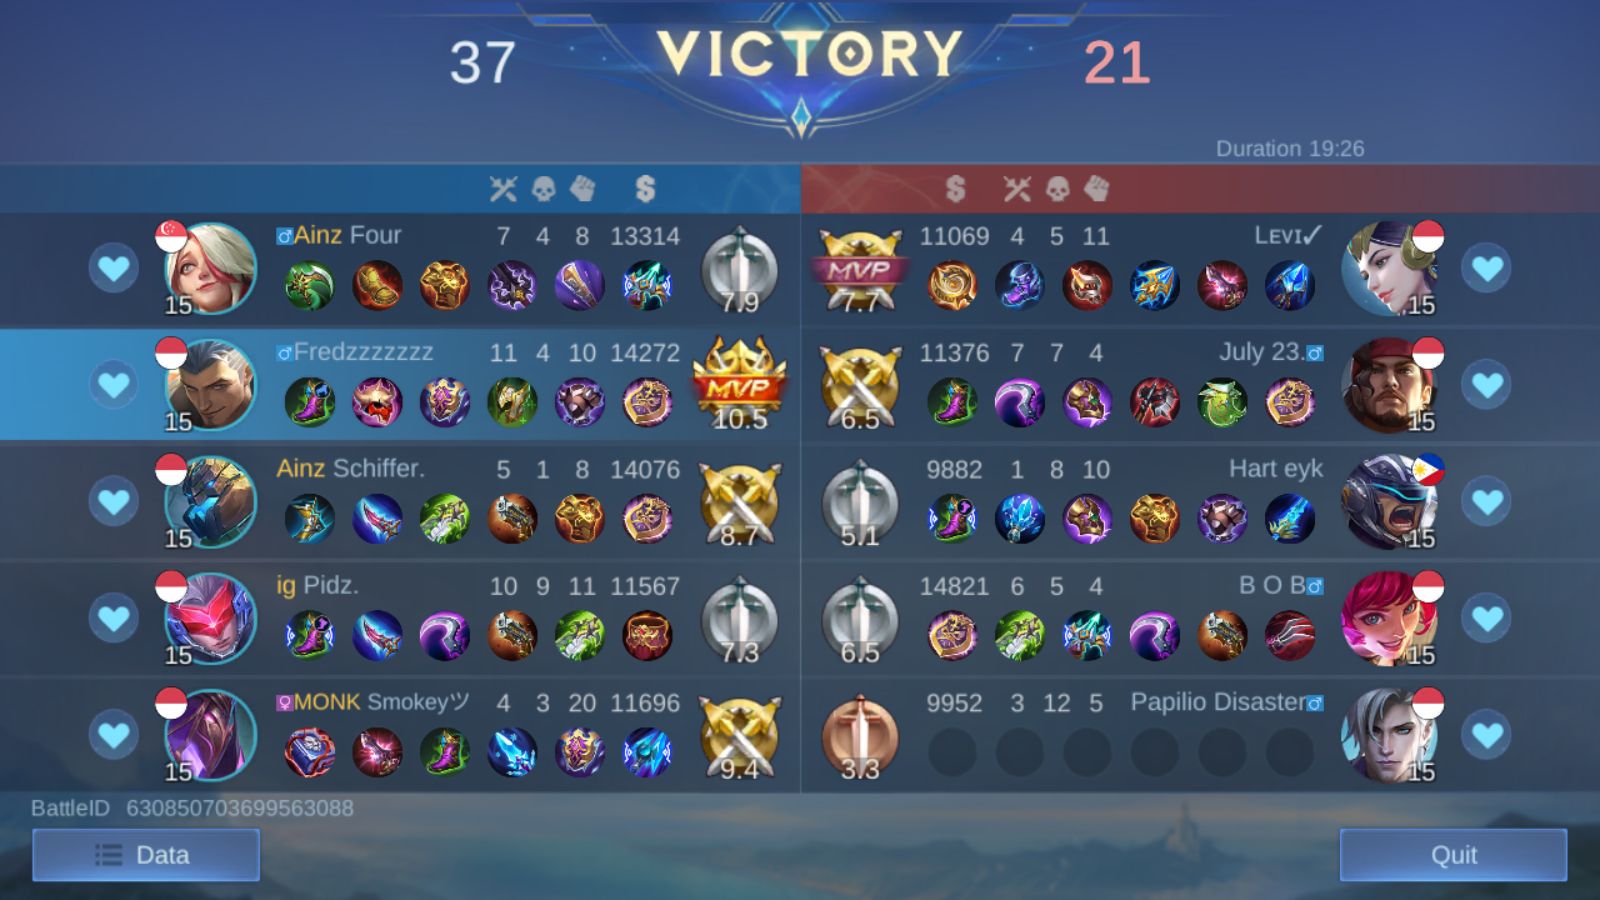 37 VICTORY 21
Duration 19:26
Ainz Four 7 4 8 13314
15 7.9
MVP 7.7 11069 4 5 11 LEVI✓
15
Fredzzzzzzz 11 4 10 14272
15 MVP 10.5
6.5 11376 7 7 4 July 23.
15
Ainz Schiffer. 5 1 8 14076
15 8.7
5.1 9882 1 8 10 Hart eyk
15
ig Pidz. 10 9 11 11567
15 7.3
6.5 14821 6 5 4 B O B
15
MONK Smokeyツ 4 3 20 11696
15 9.4
3.3 9952 3 12 5 Papilio Disaster
15
BattleID 630850703699563088
Data Quit